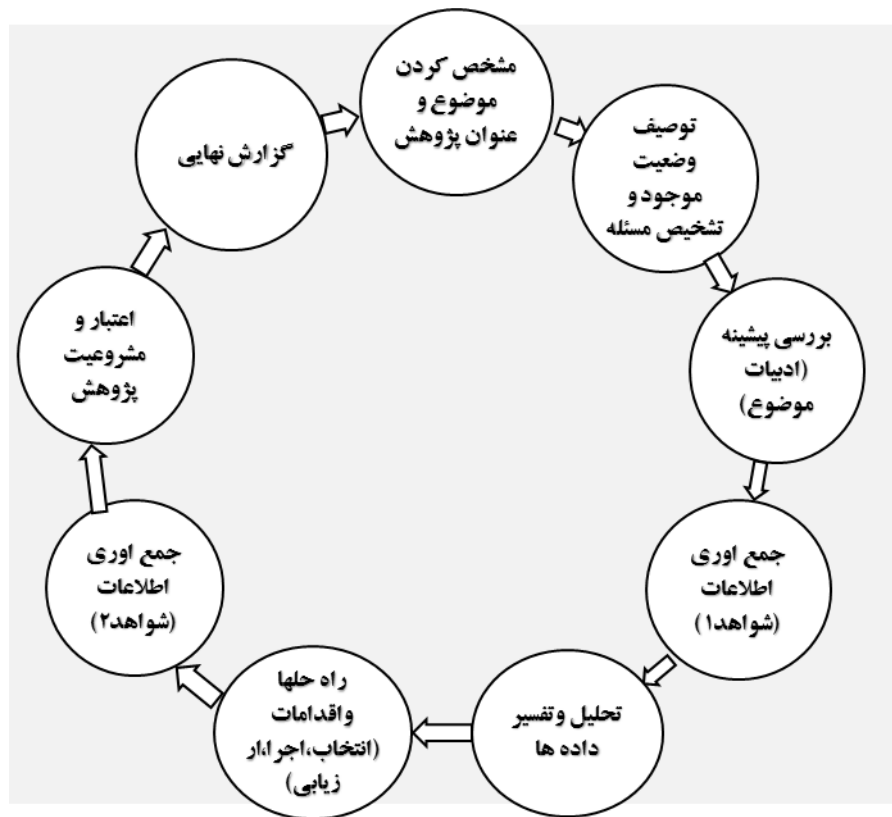 مشخص کردن
موضوع و
عنوان پژوهش
توصیف
وضعیت
موجود و
تشخیص مسئله
بررسی پیشینه
(ادبیات
موضوع)
جمع اوری
اطلاعات
(شواهد۱)
تحلیل وتفسیر
داده ها
راه حلها
واقدامات
(انتخاب،اجرا،ار
زیابی)
جمع اوری
اطلاعات
(شواهد۲)
اعتبار و
مشروعیت
پژوهش
گزارش نهایی